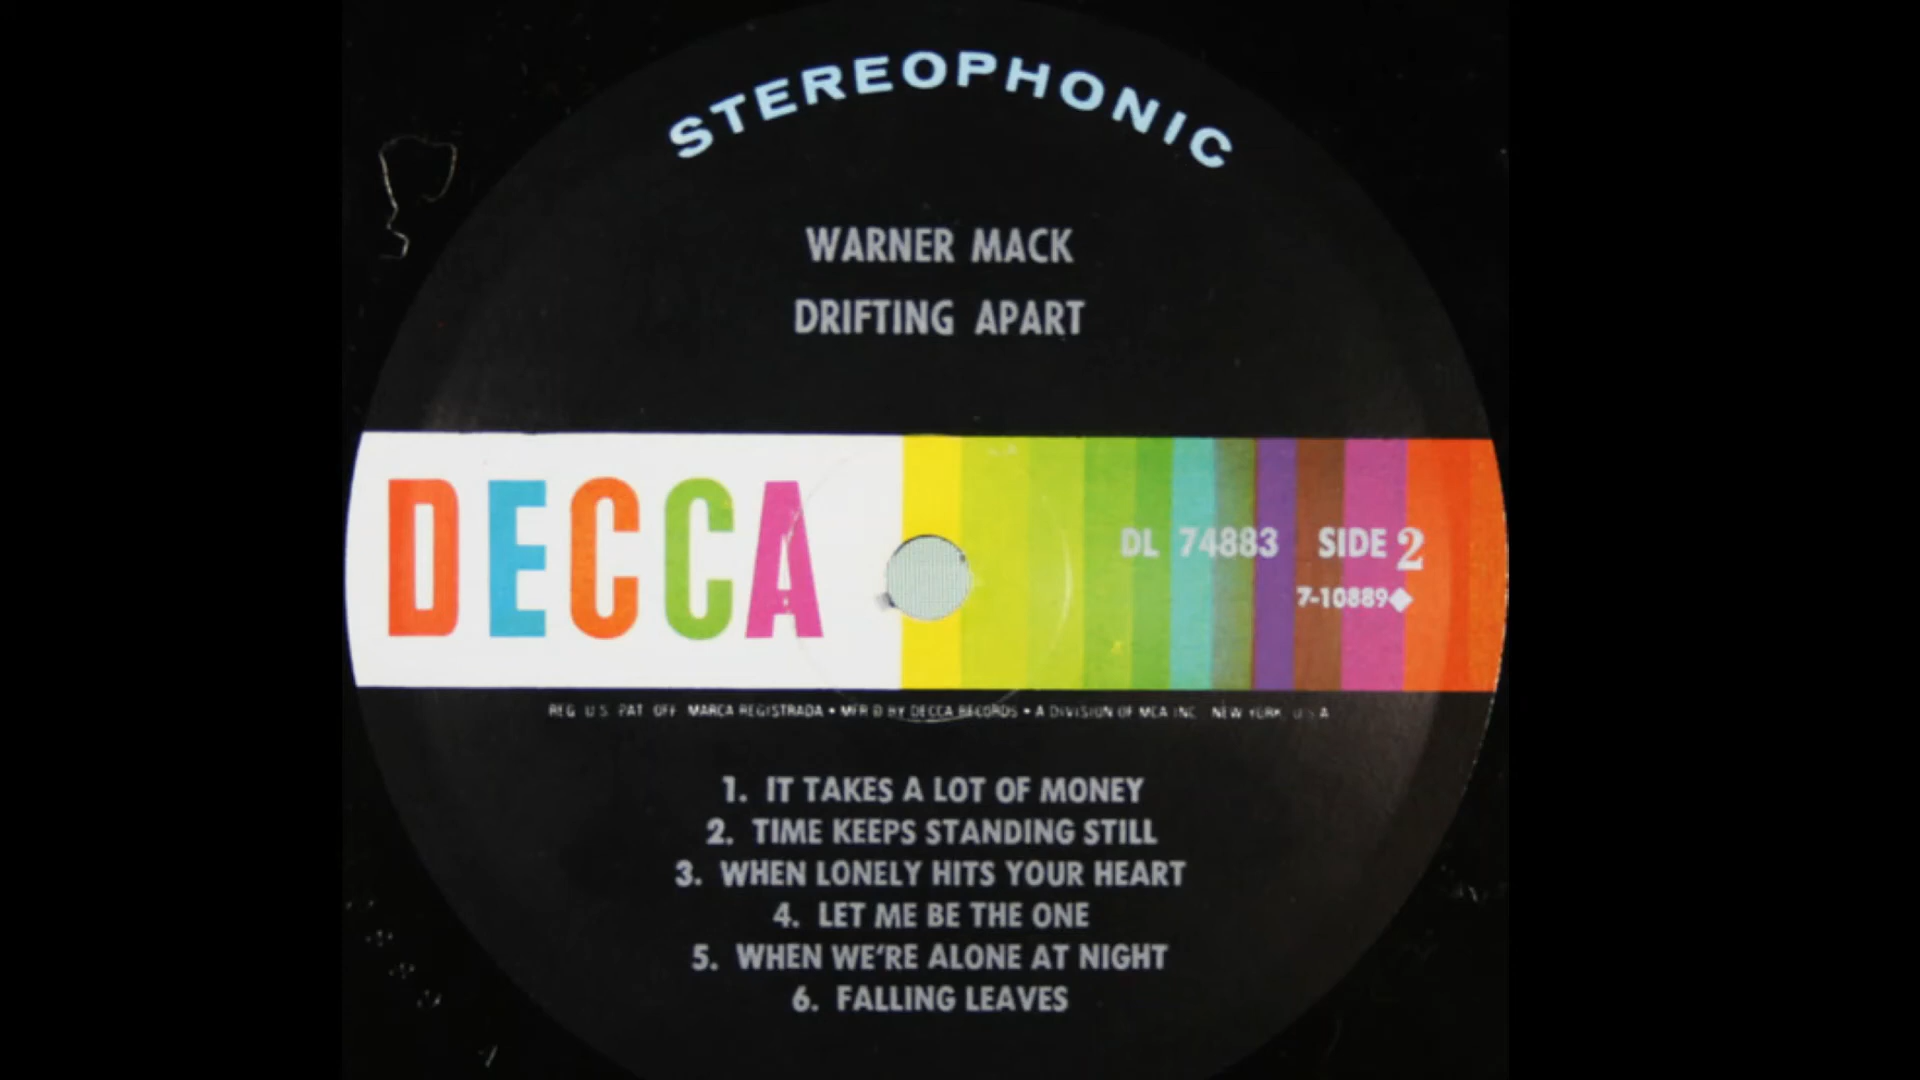 STEREOPHONIC
WARNER MACK
DRIFTING APART
DECCA
DL 74883 SIDE 2
7-10889◆
REG. U.S. PAT. OFF. MARCA REGISTRADA • MFR'D BY DECCA RECORDS • A DIVISION OF MCA INC. NEW YORK U.S.A.
1. IT TAKES A LOT OF MONEY
2. TIME KEEPS STANDING STILL
3. WHEN LONELY HITS YOUR HEART
4. LET ME BE THE ONE
5. WHEN WE'RE ALONE AT NIGHT
6. FALLING LEAVES